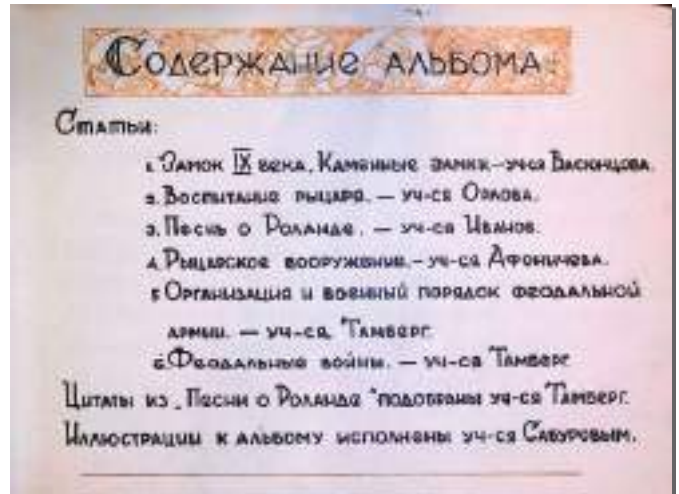 Содержание альбома:
Статьи:
1. Замок IX века. Каменные замки – уч-ся Васкнцова.
2. Воспитание рыцаря. — уч-ся Орлова.
3. Песнь о Роланде. — уч-ся Иванов.
4. Рыцарское вооружение. – уч-ся Афоничева.
5 Организация и военный порядок феодальной
армии. — уч-ся Тамберг.
6. Феодальные войны. — уч-ся Тамберг
Цитаты из „Песни о Роланде“ подобраны уч-ся Тамберг.
Иллюстрации к альбому исполнены уч-ся Сабуровым.